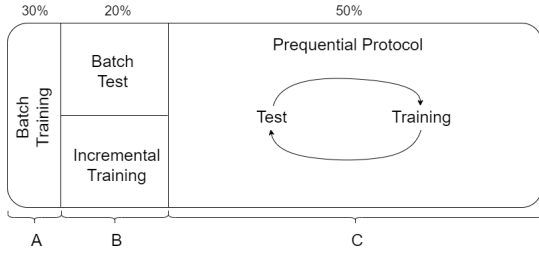 30% 20% 50%
Batch
Training
Batch
Test
Incremental
Training
Prequential Protocol
Test Training
A B C